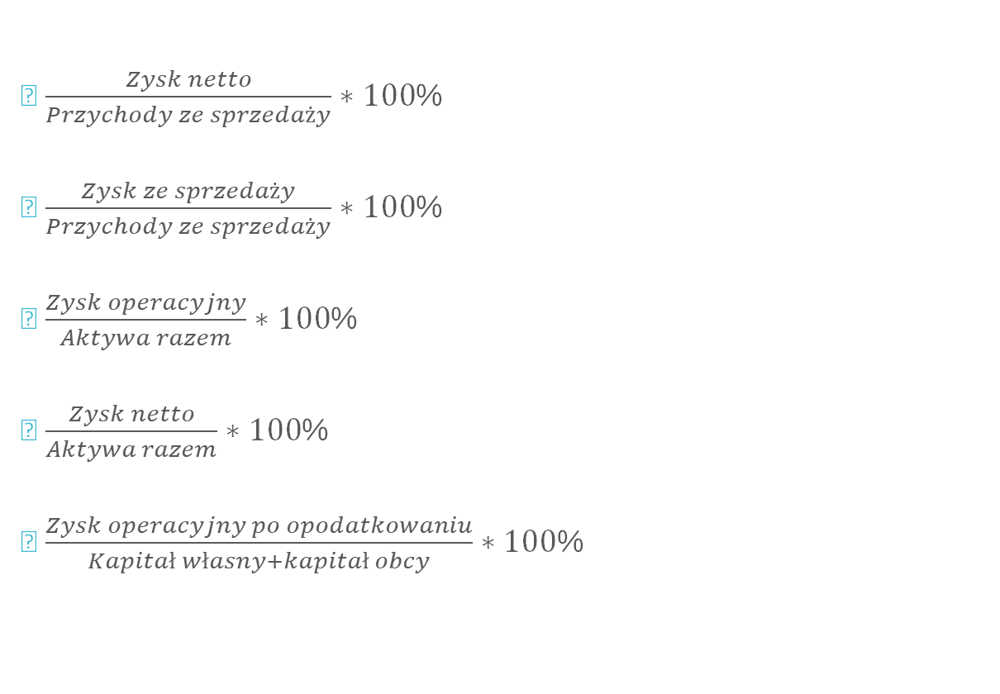 Zysk netto
Przychody ze sprzedaży * 100%
Zysk ze sprzedaży
Przychody ze sprzedaży * 100%
Zysk operacyjny
Aktywa razem * 100%
Zysk netto
Aktywa razem * 100%
Zysk operacyjny po opodatkowaniu
Kapitał własny+kapitał obcy * 100%